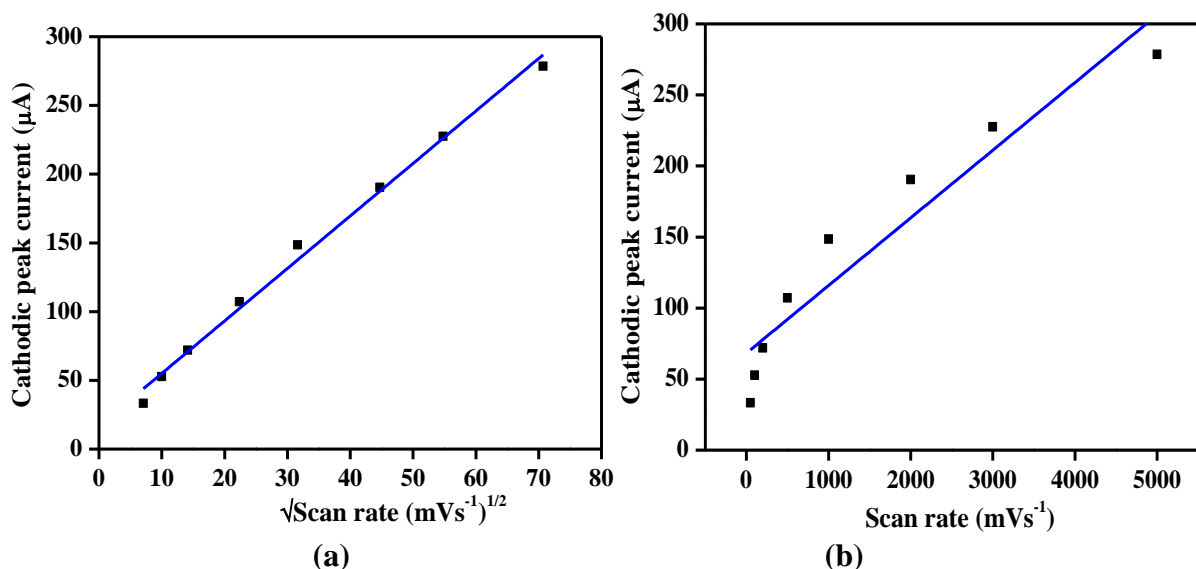 300
250
200
150
100
50
0
Cathodic peak current (μA)
0 10 20 30 40 50 60 70 80
√Scan rate (mVs⁻¹)¹/²
(a)
300
250
200
150
100
50
0
Cathodic peak current (μA)
0 1000 2000 3000 4000 5000
Scan rate (mVs⁻¹)
(b)